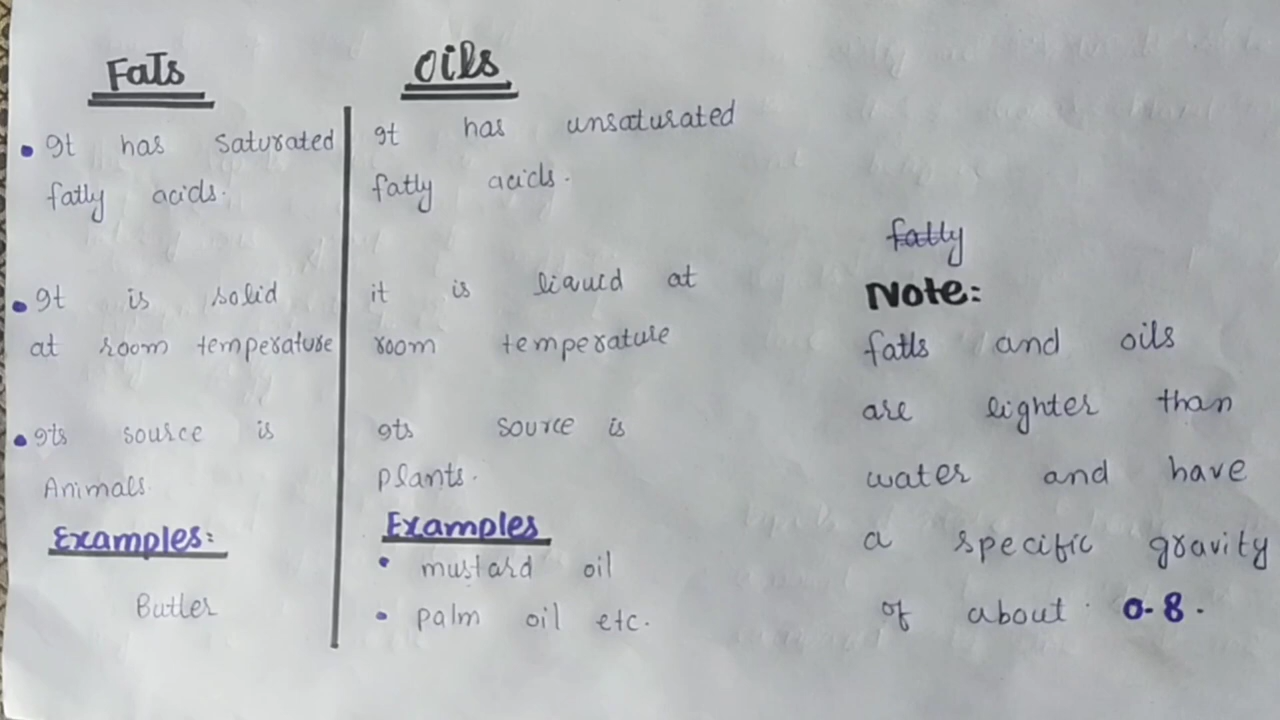 Fats
It has saturated
fatty acids.
It is solid
at room temperature
Its source is
Animals.
Examples:
Butter
Oils
It has unsaturated
fatty acids.
it is liquid at
room temperature
Its source is
Plants.
Examples
• mustard oil
• palm oil etc.
fatty
Note:
fatts and oils
are lighter than
water and have
a specific gravity
of about 0.8.